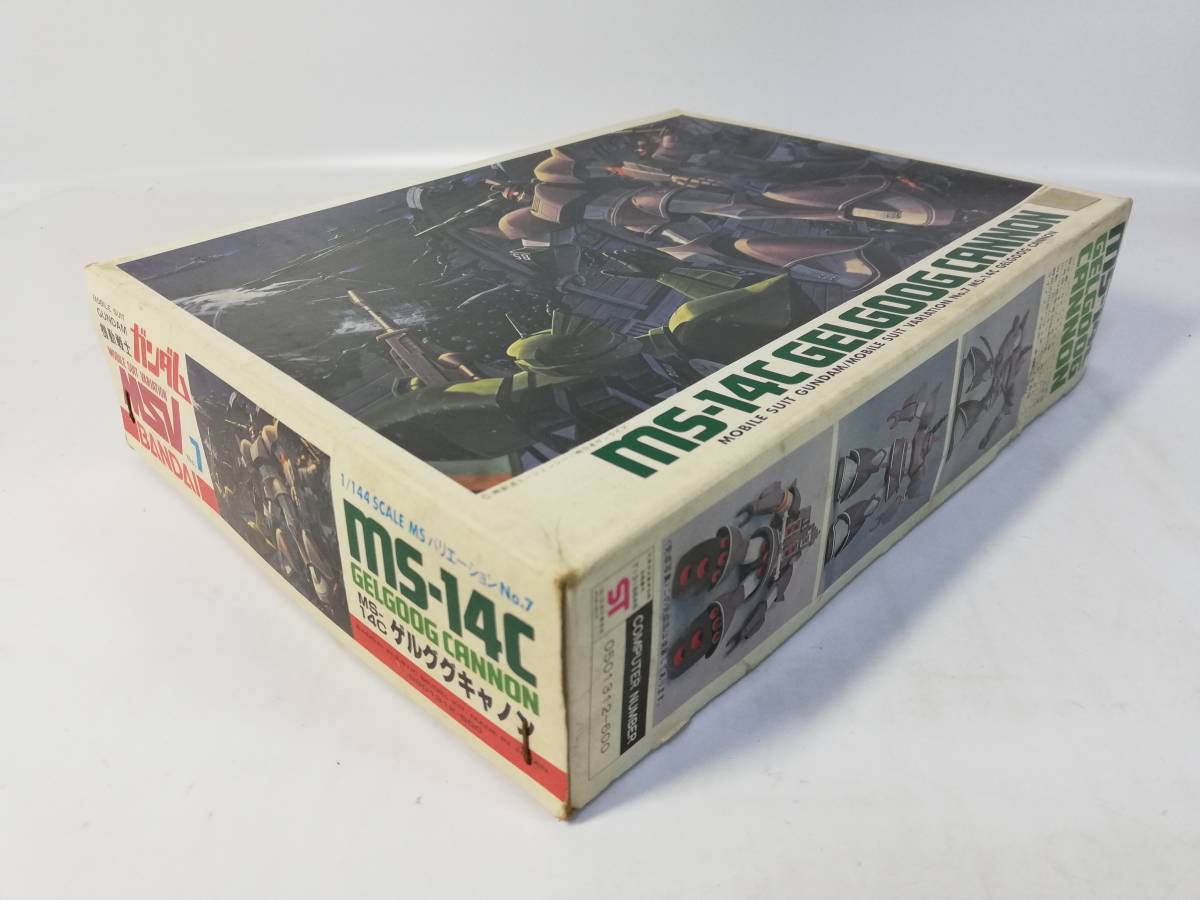 MS-14C GELGOOG CANNON
MOBILE SUIT GUNDAM/MOBILE SUIT VARIATION No.7 MS-14C GELGOOG CANNON
MOBILE SUIT
GUNDAM
機動戦士
ガンダム
MOBILE SUIT VARIATION
MSV
BANDAI
7
1/144 SCALE MS バリエーション No.7
MS-14C
GELGOOG CANNON
MS-
14C ゲルググキャノン
ST
COMPUTER NUMBER
0501312-600
GELGOOG
CANNON